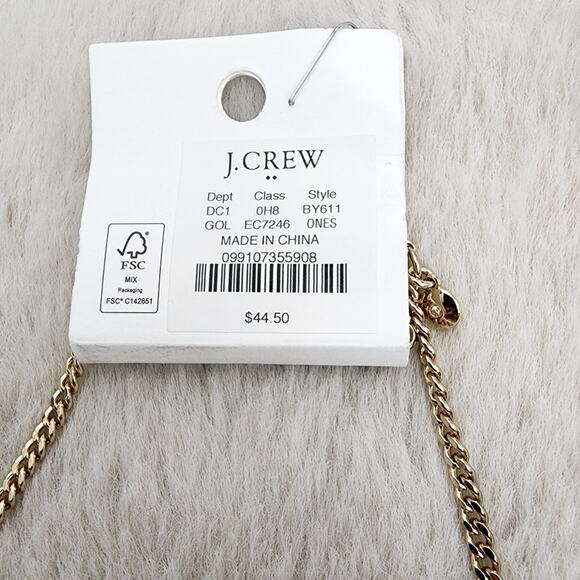 J.CREW
Dept Class Style
DC1 0H8 BY611
GOL EC7246 0NES
MADE IN CHINA
099107355908
$44.50
FSC
MIX
Packaging
FSC® C142651